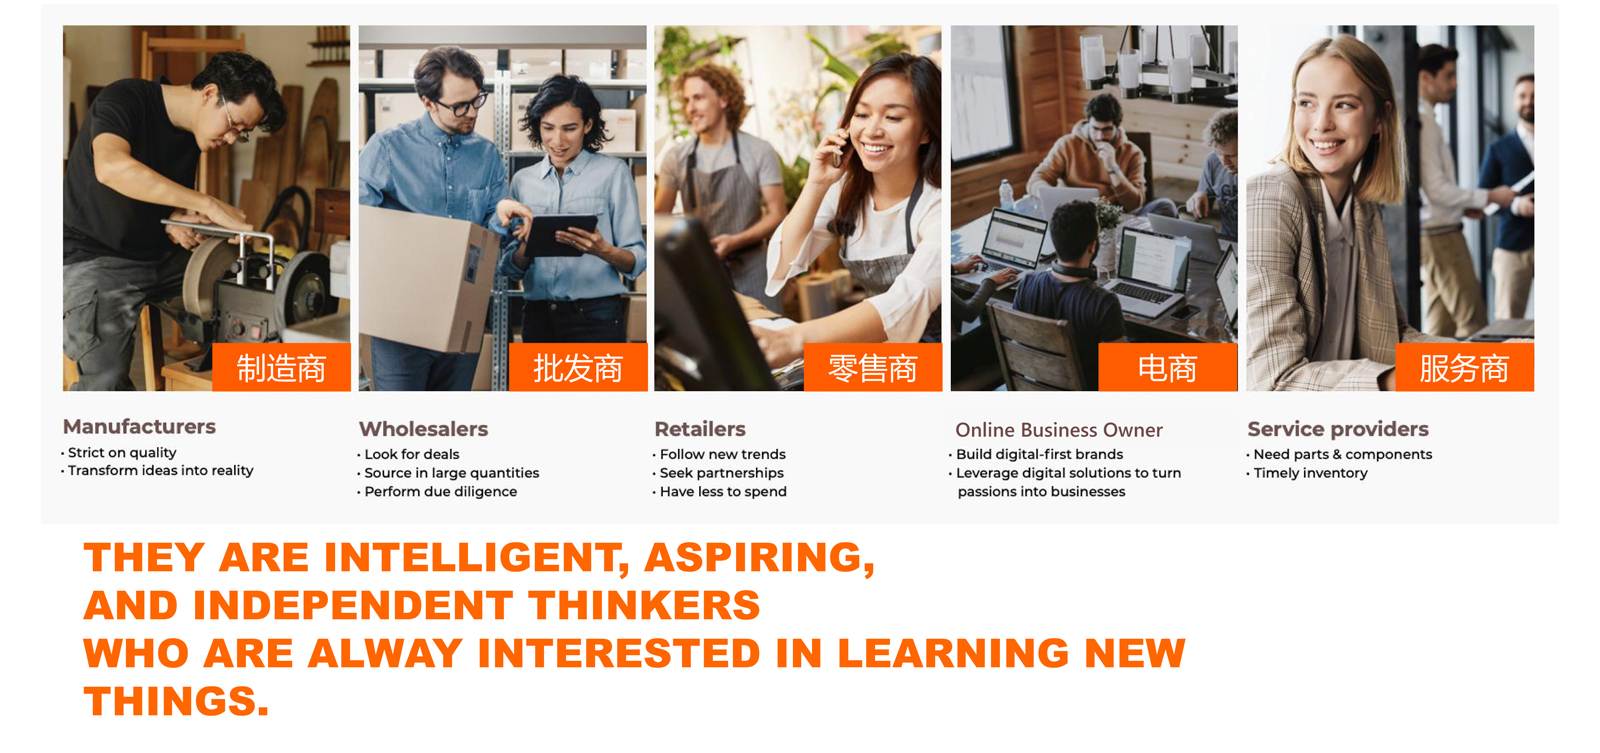 制造商
批发商
零售商
电商
服务商
Manufacturers
• Strict on quality
• Transform ideas into reality
Wholesalers
• Look for deals
• Source in large quantities
• Perform due diligence
Retailers
• Follow new trends
• Seek partnerships
• Have less to spend
Online Business Owner
• Build digital-first brands
• Leverage digital solutions to turn
passions into businesses
Service providers
• Need parts & components
• Timely inventory
THEY ARE INTELLIGENT, ASPIRING,
AND INDEPENDENT THINKERS
WHO ARE ALWAY INTERESTED IN LEARNING NEW
THINGS.